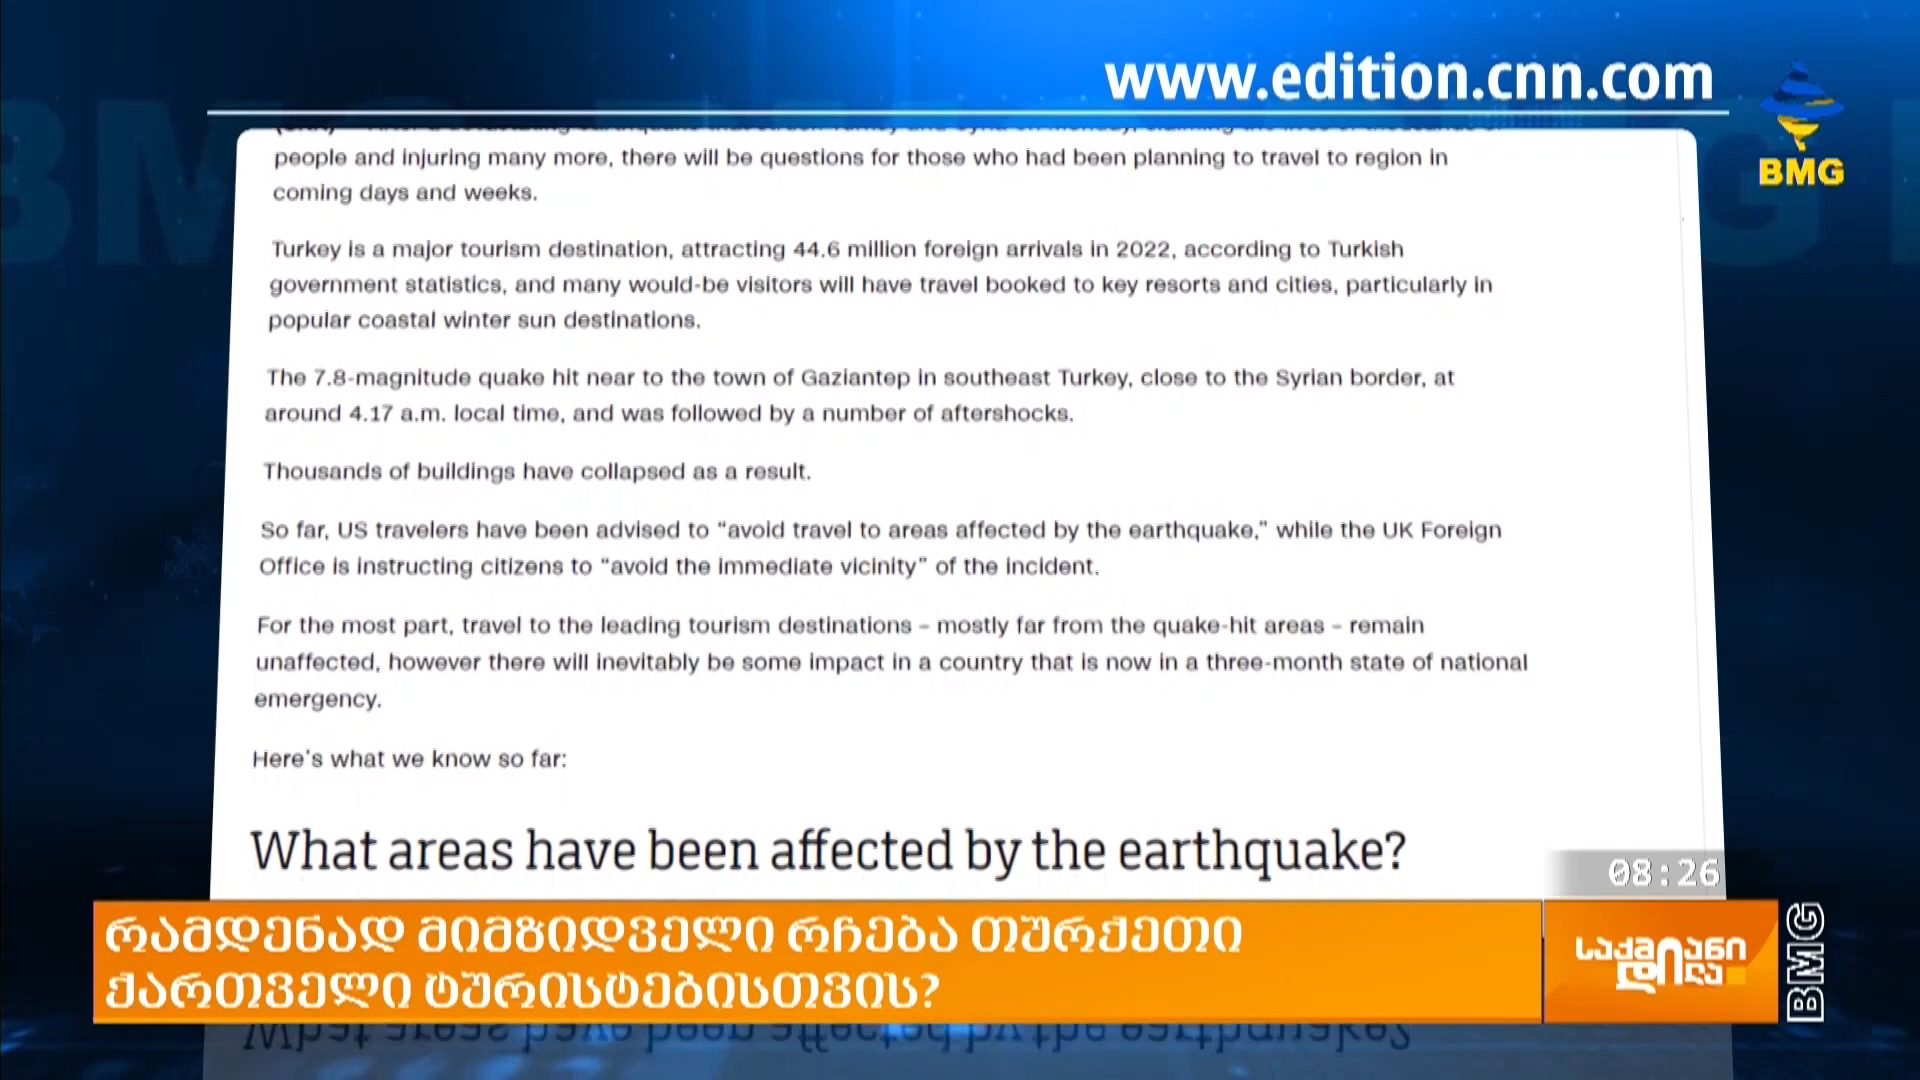 www.edition.cnn.com
BMG
people and injuring many more, there will be questions for those who had been planning to travel to region in
coming days and weeks.
Turkey is a major tourism destination, attracting 44.6 million foreign arrivals in 2022, according to Turkish
government statistics, and many would-be visitors will have travel booked to key resorts and cities, particularly in
popular coastal winter sun destinations.
The 7.8-magnitude quake hit near to the town of Gaziantep in southeast Turkey, close to the Syrian border, at
around 4.17 a.m. local time, and was followed by a number of aftershocks.
Thousands of buildings have collapsed as a result.
So far, US travelers have been advised to “avoid travel to areas affected by the earthquake,” while the UK Foreign
Office is instructing citizens to “avoid the immediate vicinity” of the incident.
For the most part, travel to the leading tourism destinations – mostly far from the quake-hit areas – remain
unaffected, however there will inevitably be some impact in a country that is now in a three-month state of national
emergency.
Here’s what we know so far:
What areas have been affected by the earthquake?
08:26
რამდენად მიმზიდველი რჩება თურქეთი
ქართველი ტურისტებისთვის?
საქმიანი
დილა
BMG